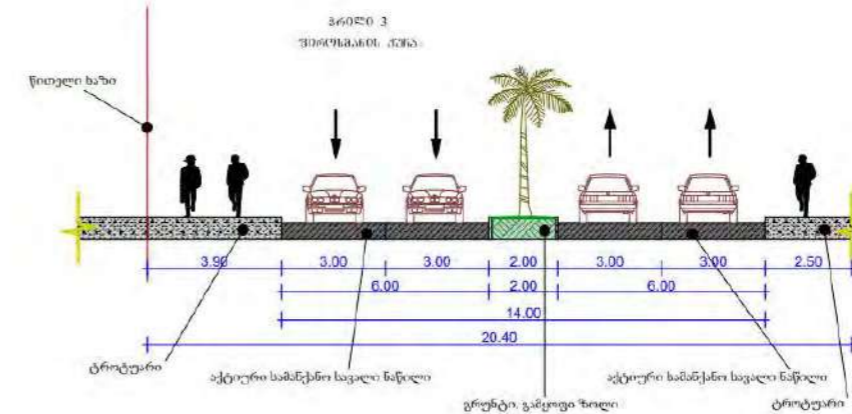 ჭრილი 3
ფიროსმანის ქუჩა
წითელი ხაზი
3.90 3.00 3.00 2.00 3.00 3.00 2.50
6.00 2.00 6.00
14.00
20.40
ტროტუარი
აქტიური სამანქანო სავალი ნაწილი
აქტიური სამანქანო სავალი ნაწილი
გრუნტი, გამყოფი ზოლი
ტროტუარი